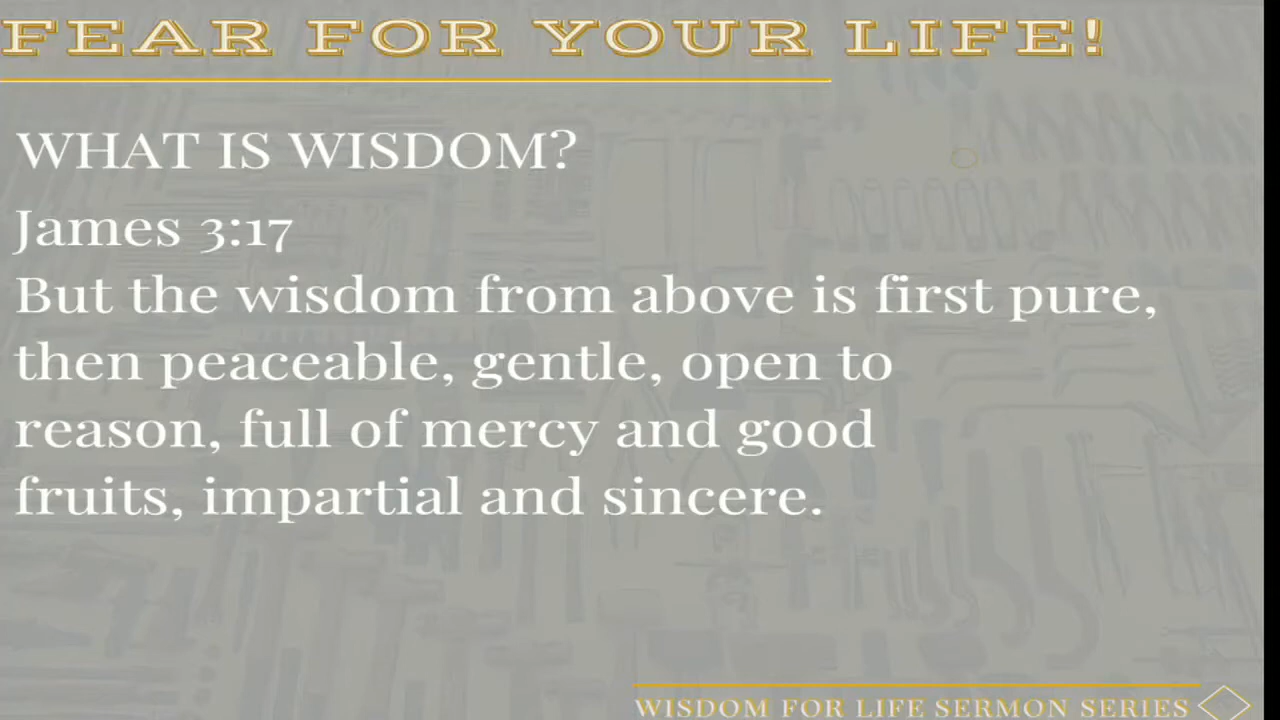 FEAR FOR YOUR LIFE!
WHAT IS WISDOM?
James 3:17
But the wisdom from above is first pure,
then peaceable, gentle, open to
reason, full of mercy and good
fruits, impartial and sincere.
WISDOM FOR LIFE SERMON SERIES